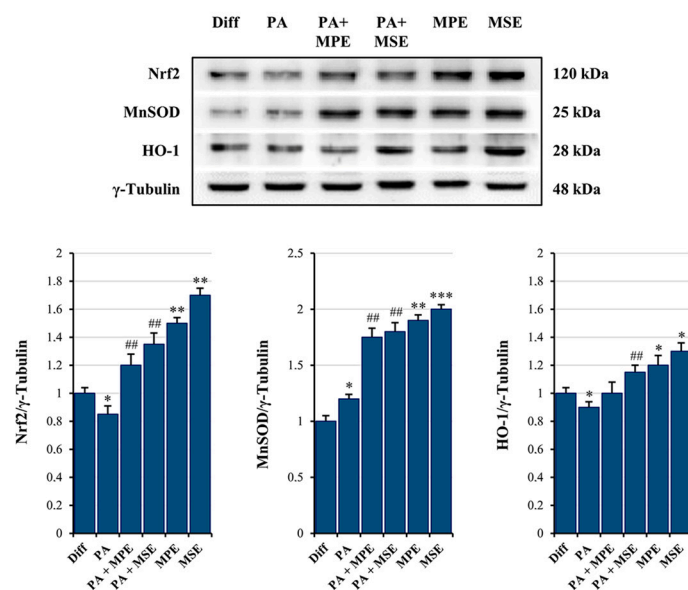 Diff PA PA+ MPE PA+ MSE MPE MSE
Nrf2 120 kDa
MnSOD 25 kDa
HO-1 28 kDa
γ-Tubulin 48 kDa
Nrf2/γ-Tubulin
2
1.8
1.6
1.4
1.2
1
0.8
0.6
0.4
0.2
0
* ## ## ** **
Diff PA PA + MPE PA + MSE MPE MSE
MnSOD/γ-Tubulin
2.5
2
1.5
1
0.5
0
* ## ## ** ***
Diff PA PA + MPE PA + MSE MPE MSE
HO-1/γ-Tubulin
2
1.8
1.6
1.4
1.2
1
0.8
0.6
0.4
0.2
0
* ## * *
Diff PA PA + MPE PA + MSE MPE MSE